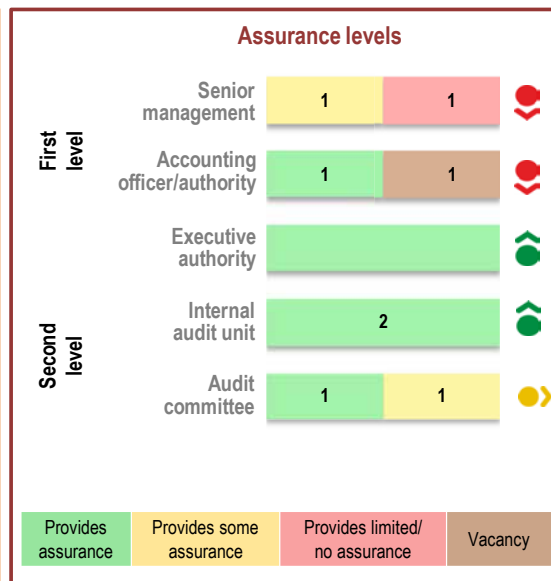 Assurance levels
First
level
Senior
management
1 1
Accounting
officer/authority
1 1
Executive
authority
Second
level
Internal
audit unit
2
Audit
committee
1 1
Provides
assurance
Provides some
assurance
Provides limited/
no assurance
Vacancy